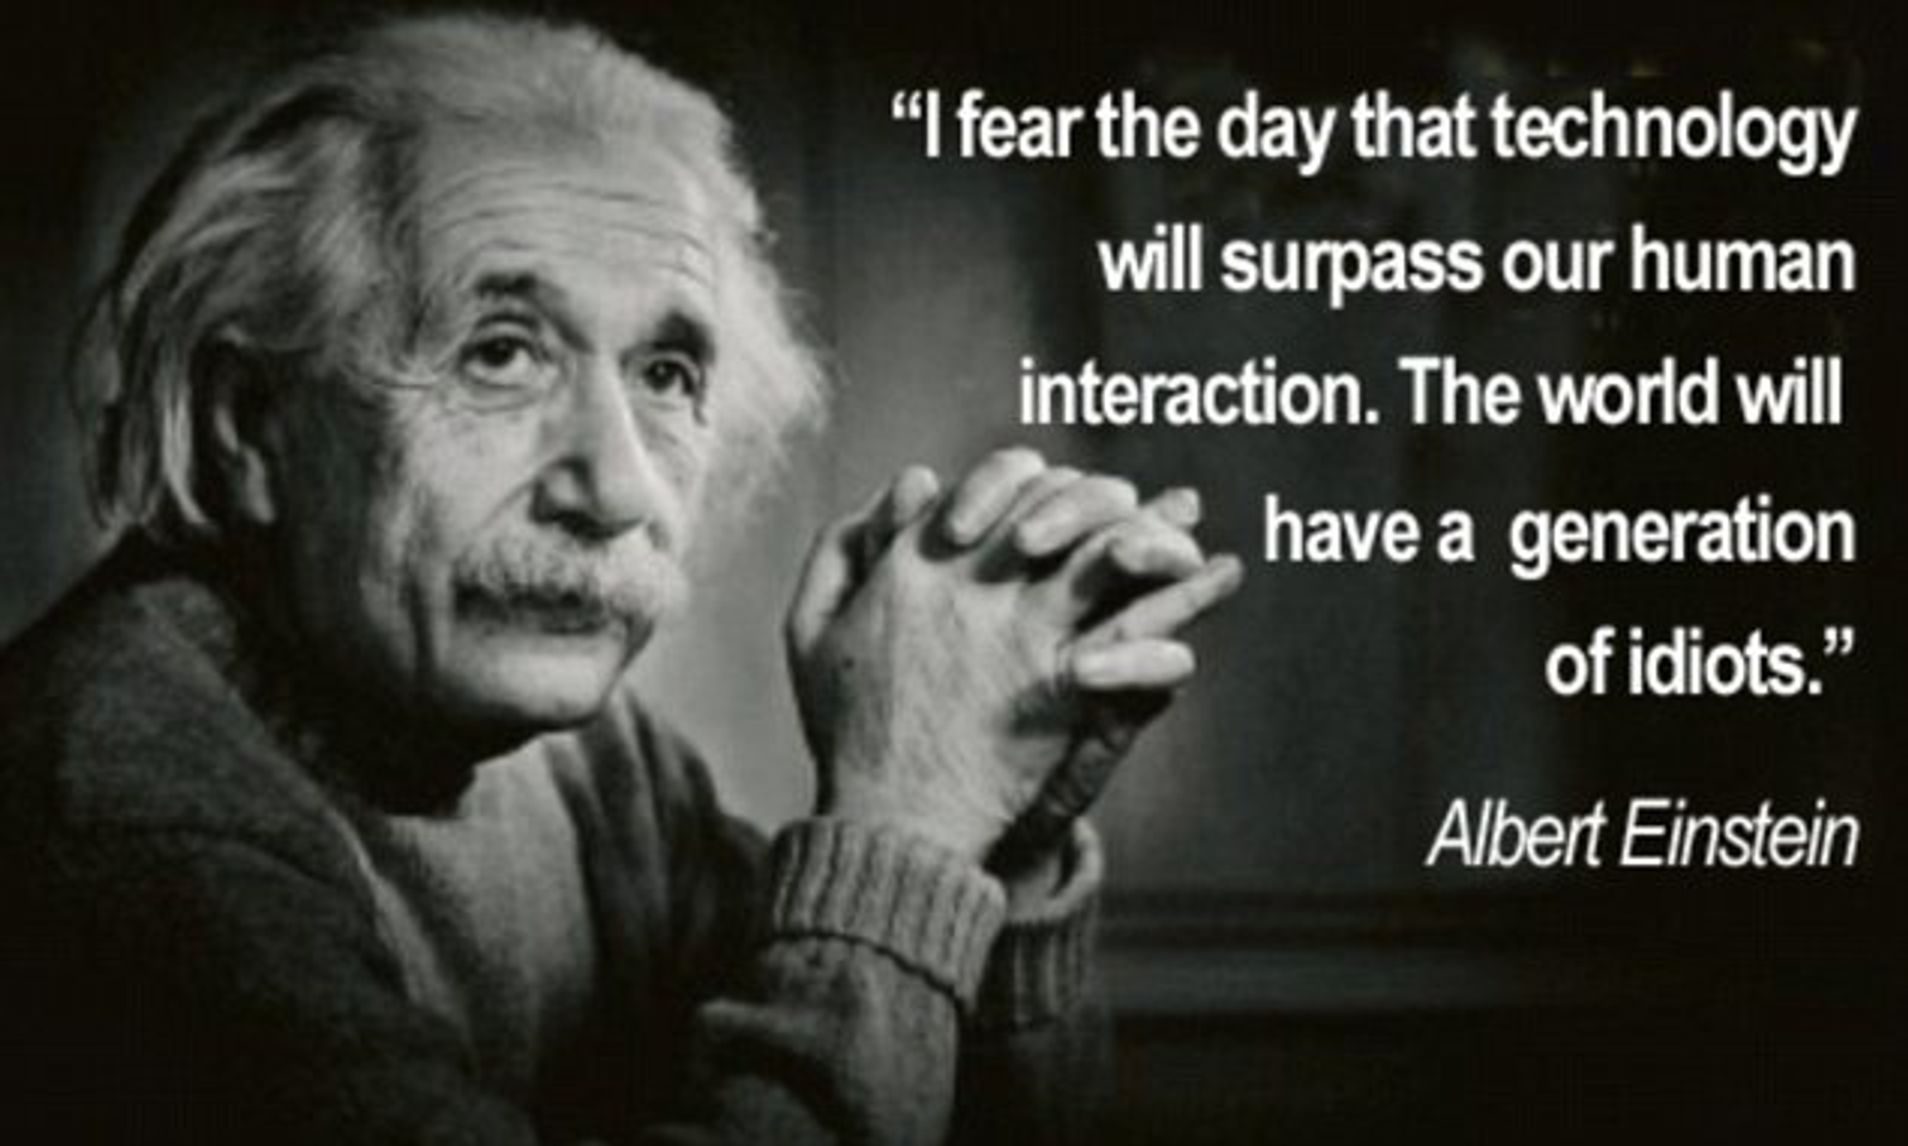 “I fear the day that technology
will surpass our human
interaction. The world will
have a generation
of idiots.”
Albert Einstein